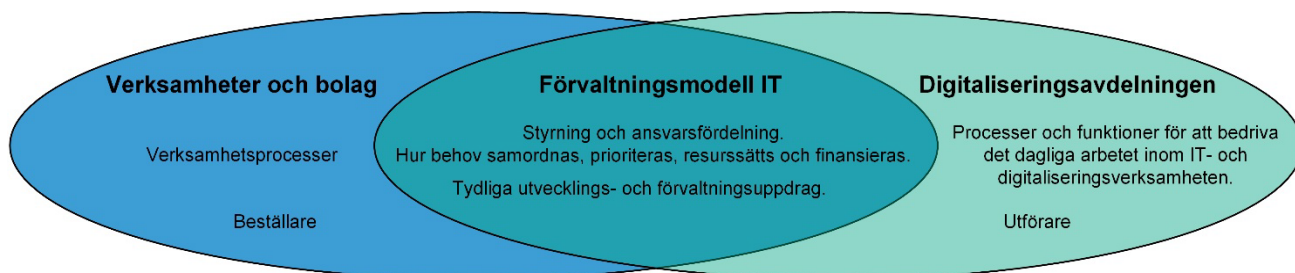 Verksamheter och bolag
Verksamhetsprocesser
Beställare
Förvaltningsmodell IT
Styrning och ansvarsfördelning.
Hur behov samordnas, prioriteras, resurssätts och finansieras.
Tydliga utvecklings- och förvaltningsuppdrag.
Digitaliseringsavdelningen
Processer och funktioner för att bedriva
det dagliga arbetet inom IT- och
digitaliseringsverksamheten.
Utförare